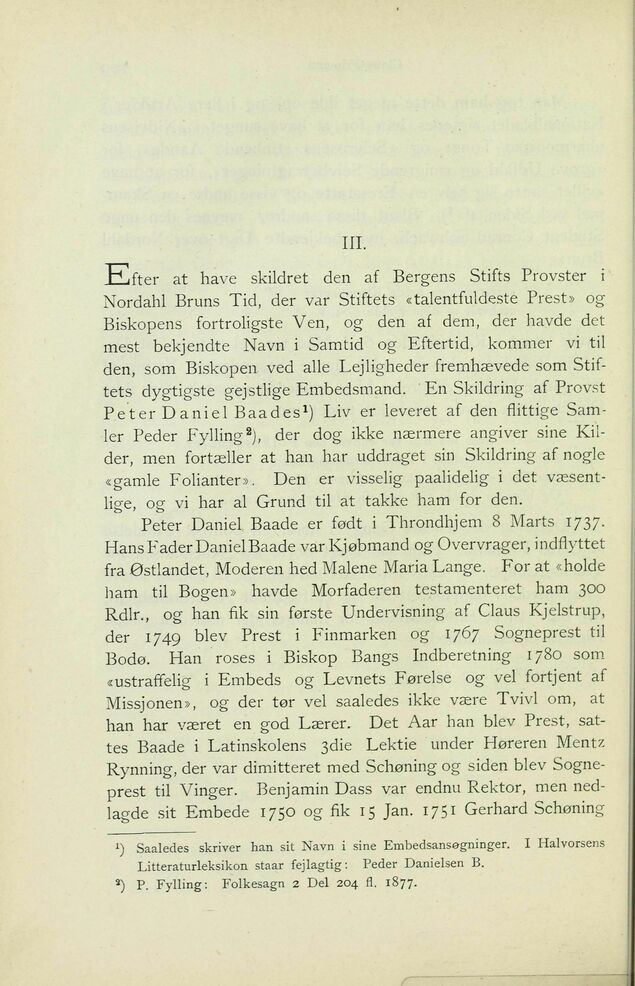 III.
Efter at have skildret den af Bergens Stifts Provster i
Nordahl Bruns Tid, der var Stiftets «talentfuldeste Prest» og
Biskopens fortroligste Ven, og den af dem, der havde det
mest bekjendte Navn i Samtid og Eftertid, kommer vi til
den, som Biskopen ved alle Lejligheder fremhævede som Stif-
tets dygtigste gejstlige Embedsmand. En Skildring af Provst
Peter Daniel Baades¹) Liv er leveret af den flittige Sam-
ler Peder Fylling²), der dog ikke nærmere angiver sine Kil-
der, men fortæller at han har uddraget sin Skildring af nogle
«gamle Folianter». Den er visselig paalidelig i det væsent-
lige, og vi har al Grund til at takke ham for den.
Peter Daniel Baade er født i Throndhjem 8 Marts 1737.
Hans Fader Daniel Baade var Kjøbmand og Overvrager, indflyttet
fra Østlandet, Moderen hed Malene Maria Lange. For at «holde
ham til Bogen» havde Morfaderen testamenteret ham 300
Rdlr., og han fik sin første Undervisning af Claus Kjelstrup,
der 1749 blev Prest i Finmarken og 1767 Sogneprest til
Bodø. Han roses i Biskop Bangs Indberetning 1780 som
«ustraffelig i Embeds og Levnets Førelse og vel fortjent af
Missjonen», og der tør vel saaledes ikke være Tvivl om, at
han har været en god Lærer. Det Aar han blev Prest, sat-
tes Baade i Latinskolens 3die Lektie under Høreren Mentz
Rynning, der var dimitteret med Schøning og siden blev Sogne-
prest til Vinger. Benjamin Dass var endnu Rektor, men ned-
lagde sit Embede 1750 og fik 15 Jan. 1751 Gerhard Schøning
¹) Saaledes skriver han sit Navn i sine Embedsansøgninger. I Halvorsens
Litteraturleksikon staar fejlagtig: Peder Danielsen B.
²) P. Fylling: Folkesagn 2 Del 204 fl. 1877.